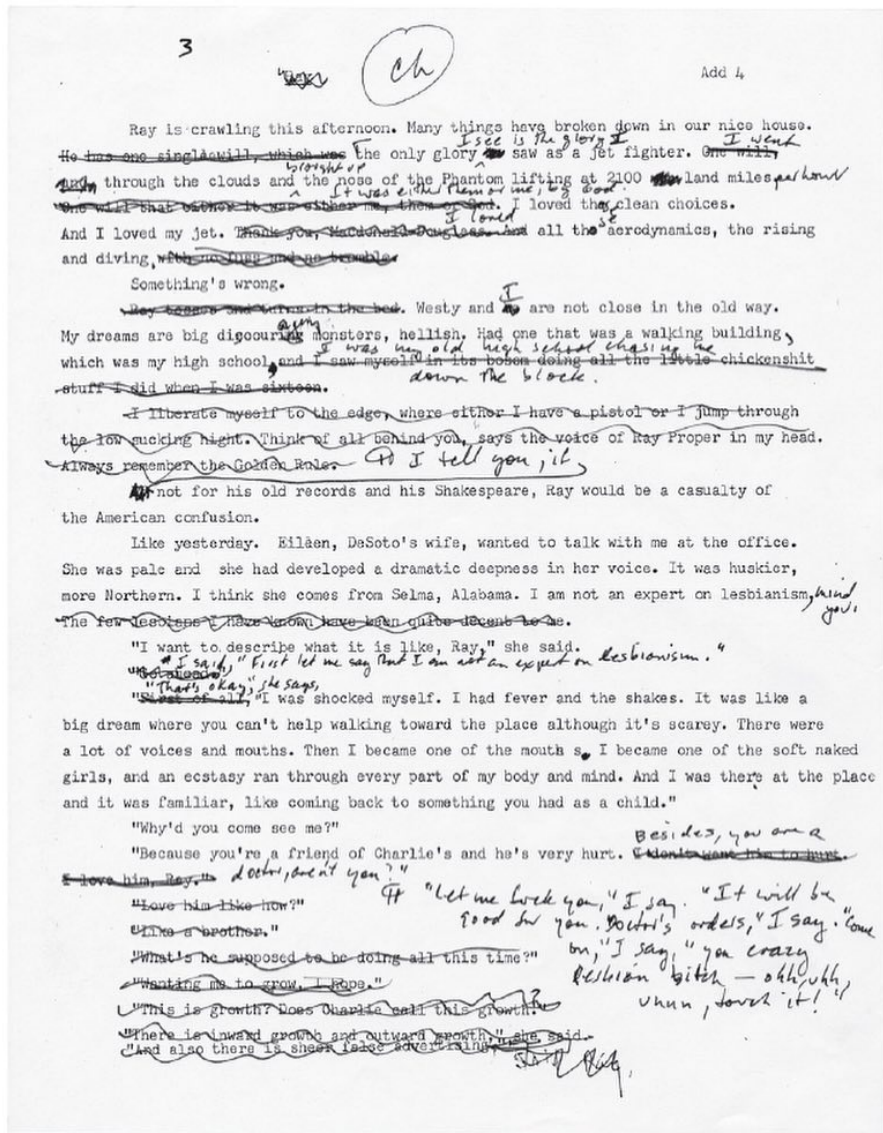 3
ch
Add 4
Ray is crawling this afternoon. Many things have broken down in our nice house.
I see is the glory I
I went
He has one single will, which was The only glory saw as a jet fighter. One will,
brought up
through the clouds and the nose of the Phantom lifting at 2100 land miles per hour
It was either them or me, by God.
One will that either it was either me, them or God. I loved those clean choices.
I loved
And I loved my jet. Thank you, MacDonell-Douglass. And all those aerodynamics, the rising
and diving, with no fuss and no tremble.
Something's wrong.
I
Ray tosses and turns in the bed. Westy and are not close in the old way.
aging
My dreams are big discouring monsters, hellish. Had one that was a walking building,
was my old high school chasing me
which was my high school, and I saw myself in its bosom doing all the little chickenshit
down the block.
stuff I did when I was sixteen.
I liberate myself to the edge, where either I have a pistol or I jump through
the low sucking night. Think of all behind you, says the voice of Ray Proper in my head.
Always remember the Golden Rule. I tell you, if,
not for his old records and his Shakespeare, Ray would be a casualty of
the American confusion.
Like yesterday. Eileen, DeSoto's wife, wanted to talk with me at the office.
She was pale and she had developed a dramatic deepness in her voice. It was huskier,
more Northern. I think she comes from Selma, Alabama. I am not an expert on lesbianism, mind
you.
The few lesbians I have known have been quite decent to me.
"I want to describe what it is like, Ray," she said.
"I said, "First let me say that I am not an expert on lesbianism."
"Go ahead."
"That's okay," she says,
"First of all, "I was shocked myself. I had fever and the shakes. It was like a
big dream where you can't help walking toward the place although it's scarey. There were
a lot of voices and mouths. Then I became one of the mouth s. I became one of the soft naked
girls, and an ecstasy ran through every part of my body and mind. And I was there at the place
and it was familiar, like coming back to something you had as a child."
"Why'd you come see me?"
Besides, you are a
"Because you're a friend of Charlie's and he's very hurt. I don't want him to hurt.
I love him, Ray." doctor, aren't you?"
"Let me fuck you," I say. "It will be
"Love him like how?"
good for you. Doctor's orders," I say. "Come
"Like a brother."
on," I say, "you crazy
"What's he supposed to be doing all this time?"
lesbian bitch — ohh, uhh,
"Wanting me to grow, I hope."
uhnn, touch it!"
"This is growth? Does Charlie call this growth?"
"There is inward growth and outward growth," she said.
"And also there is sheer false advertising,"